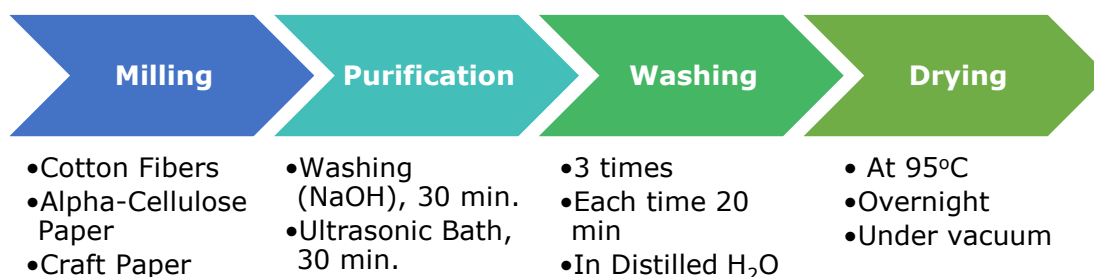 Milling
Purification
Washing
Drying
•Cotton Fibers
•Alpha-Cellulose
Paper
•Craft Paper
•Washing
(NaOH), 30 min.
•Ultrasonic Bath,
30 min.
•3 times
•Each time 20
min
•In Distilled H₂O
• At 95ºC
•Overnight
•Under vacuum